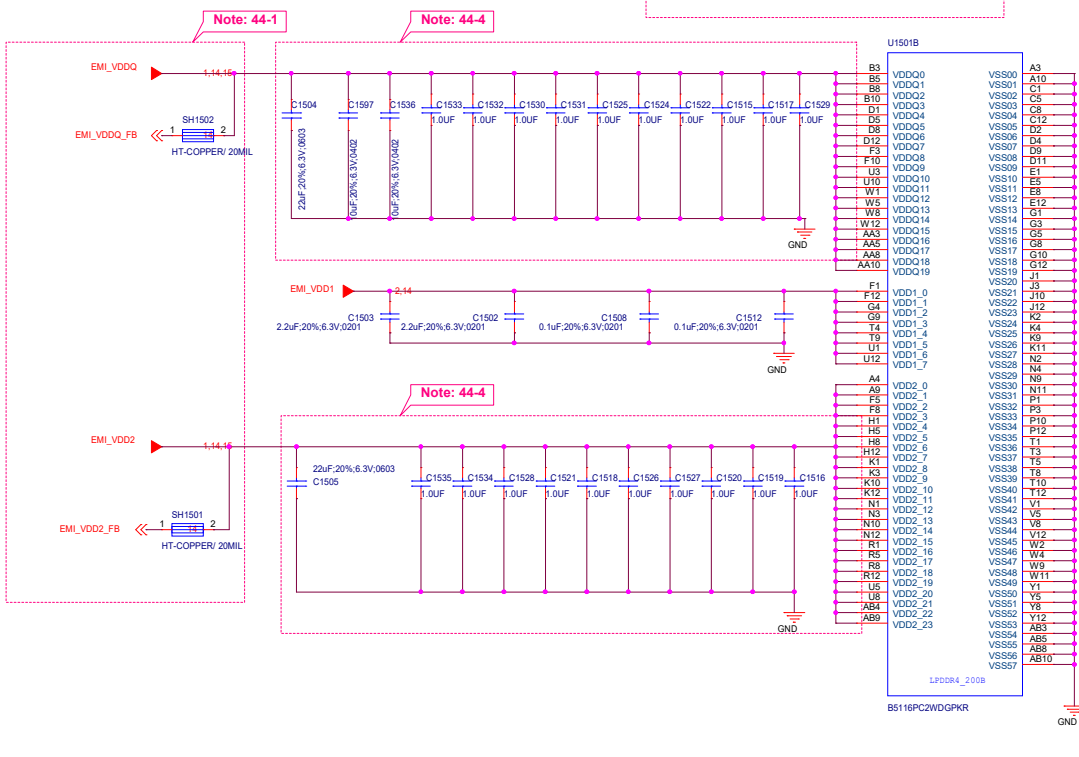 Note: 44-1
Note: 44-4
EMI_VDDQ
1,14,15
SH1502
EMI_VDDQ_FB
1
2
14
HT-COPPER/ 20MIL
C1504
22uF;20%;6.3V;0603
C1597
10uF;20%;6.3V;0402
C1536
10uF;20%;6.3V;0402
C1533
1.0UF
C1532
1.0UF
C1530
1.0UF
C1531
1.0UF
C1525
1.0UF
C1524
1.0UF
C1522
1.0UF
C1515
1.0UF
C1517
1.0UF
C1529
1.0UF
GND
EMI_VDD1
2,14
C1503
2.2uF;20%;6.3V;0201
C1502
2.2uF;20%;6.3V;0201
C1508
0.1uF;20%;6.3V;0201
C1512
0.1uF;20%;6.3V;0201
GND
Note: 44-4
EMI_VDD2
1,14,15
SH1501
EMI_VDD2_FB
1
2
14
HT-COPPER/ 20MIL
22uF;20%;6.3V;0603
C1505
C1535
1.0UF
C1534
1.0UF
C1528
1.0UF
C1521
1.0UF
C1518
1.0UF
C1526
1.0UF
C1527
1.0UF
C1520
1.0UF
C1519
1.0UF
C1516
1.0UF
GND
U1501B
B3 VDDQ0
B5 VDDQ1
B8 VDDQ2
B10 VDDQ3
D1 VDDQ4
D5 VDDQ5
D8 VDDQ6
D12 VDDQ7
F3 VDDQ8
F10 VDDQ9
U3 VDDQ10
U10 VDDQ11
W1 VDDQ12
W5 VDDQ13
W8 VDDQ14
W12 VDDQ15
AA3 VDDQ16
AA5 VDDQ17
AA8 VDDQ18
AA10 VDDQ19
F1 VDD1_0
F12 VDD1_1
G4 VDD1_2
G9 VDD1_3
T4 VDD1_4
T9 VDD1_5
U1 VDD1_6
U12 VDD1_7
A4 VDD2_0
A9 VDD2_1
F5 VDD2_2
F8 VDD2_3
H1 VDD2_4
H5 VDD2_5
H8 VDD2_6
H12 VDD2_7
K1 VDD2_8
K3 VDD2_9
K10 VDD2_10
K12 VDD2_11
N1 VDD2_12
N3 VDD2_13
N10 VDD2_14
N12 VDD2_15
R1 VDD2_16
R5 VDD2_17
R8 VDD2_18
R12 VDD2_19
U5 VDD2_20
U8 VDD2_21
AB4 VDD2_22
AB9 VDD2_23
VSS00 A3
VSS01 A10
VSS02 C1
VSS03 C5
VSS04 C8
VSS05 C12
VSS06 D2
VSS07 D4
VSS08 D9
VSS09 D11
VSS10 E1
VSS11 E5
VSS12 E8
VSS13 E12
VSS14 G1
VSS15 G3
VSS16 G5
VSS17 G8
VSS18 G10
VSS19 G12
VSS20 J1
VSS21 J3
VSS22 J10
VSS23 J12
VSS24 K2
VSS25 K4
VSS26 K9
VSS27 K11
VSS28 N2
VSS29 N4
VSS30 N9
VSS31 N11
VSS32 P1
VSS33 P3
VSS34 P10
VSS35 P12
VSS36 T1
VSS37 T3
VSS38 T5
VSS39 T8
VSS40 T10
VSS41 T12
VSS42 V1
VSS43 V5
VSS44 V8
VSS45 V12
VSS46 W2
VSS47 W4
VSS48 W9
VSS49 W11
VSS50 Y1
VSS51 Y5
VSS52 Y8
VSS53 Y12
VSS54 AB3
VSS55 AB5
VSS56 AB8
VSS57 AB10
LPDDR4_200B
B5116PC2WDGPKR
GND